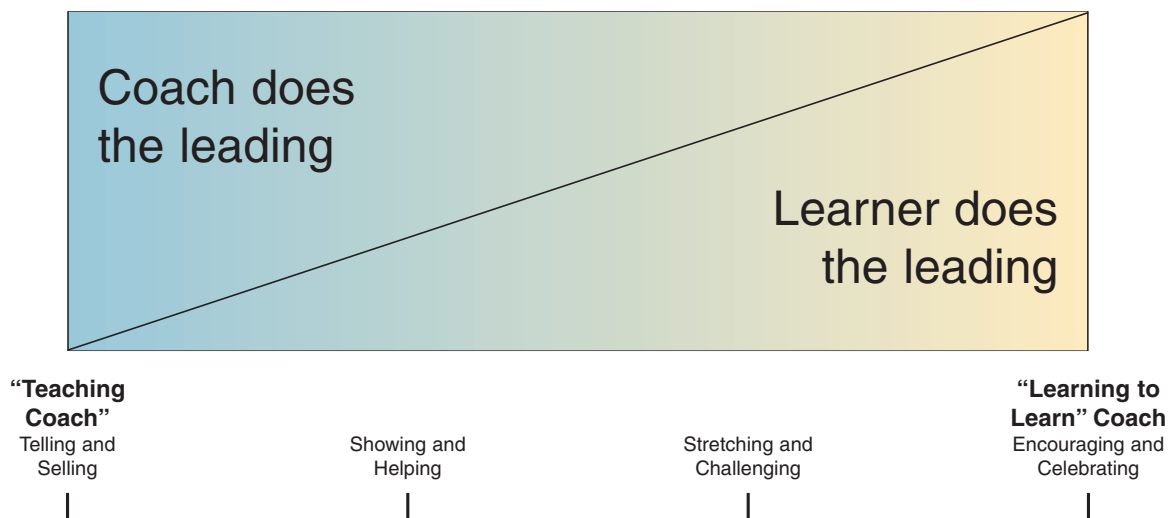 Coach does
the leading
Learner does
the leading
“Teaching
Coach”
Telling and
Selling
Showing and
Helping
Stretching and
Challenging
“Learning to
Learn” Coach
Encouraging and
Celebrating